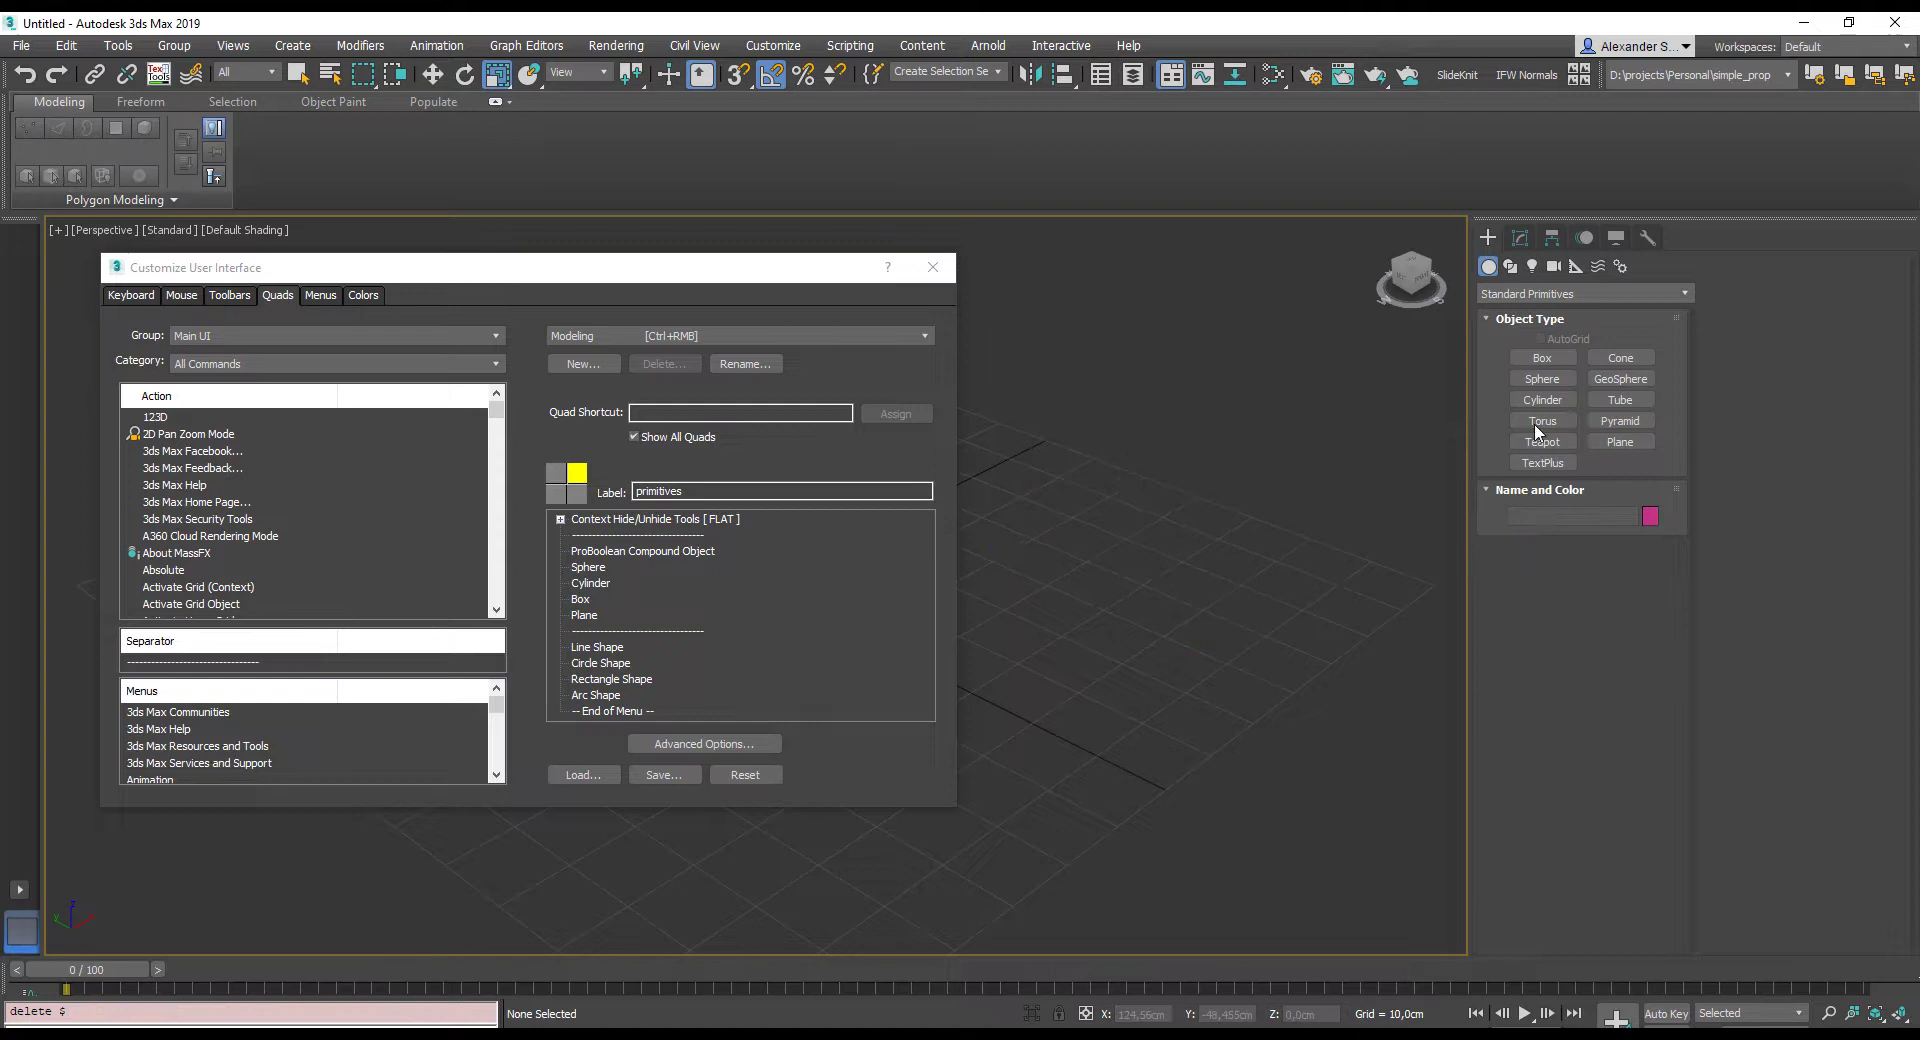 Untitled - Autodesk 3ds Max 2019
File Edit Tools Group Views Create Modifiers Animation Graph Editors Rendering Civil View Customize Scripting Content Arnold Interactive Help
Alexander S... Workspaces: Default
All View Create Selection Se SlideKnit IFW Normals D:\projects\Personal\simple_prop
Modeling Freeform Selection Object Paint Populate
Polygon Modeling
[+] [Perspective] [Standard] [Default Shading]
Customize User Interface
Keyboard Mouse Toolbars Quads Menus Colors
Group: Main UI
Category: All Commands
Action
123D
2D Pan Zoom Mode
3ds Max Facebook...
3ds Max Feedback...
3ds Max Help
3ds Max Home Page...
3ds Max Security Tools
A360 Cloud Rendering Mode
About MassFX
Absolute
Activate Grid (Context)
Activate Grid Object
Separator
--------------------------------
Menus
3ds Max Communities
3ds Max Help
3ds Max Resources and Tools
3ds Max Services and Support
Animation
Modeling [Ctrl+RMB]
New... Delete... Rename...
Quad Shortcut: Assign
Show All Quads
Label: primitives
Context Hide/Unhide Tools [ FLAT ]
--------------------------------
ProBoolean Compound Object
Sphere
Cylinder
Box
Plane
--------------------------------
Line Shape
Circle Shape
Rectangle Shape
Arc Shape
-- End of Menu --
Advanced Options...
Load... Save... Reset
Standard Primitives
Object Type
AutoGrid
Box Cone
Sphere GeoSphere
Cylinder Tube
Torus Pyramid
Teapot Plane
TextPlus
Name and Color
z
y
0 / 100
delete $
None Selected
X: 124,56cm Y: -48,455cm Z: 0,0cm Grid = 10,0cm
Auto Key Selected